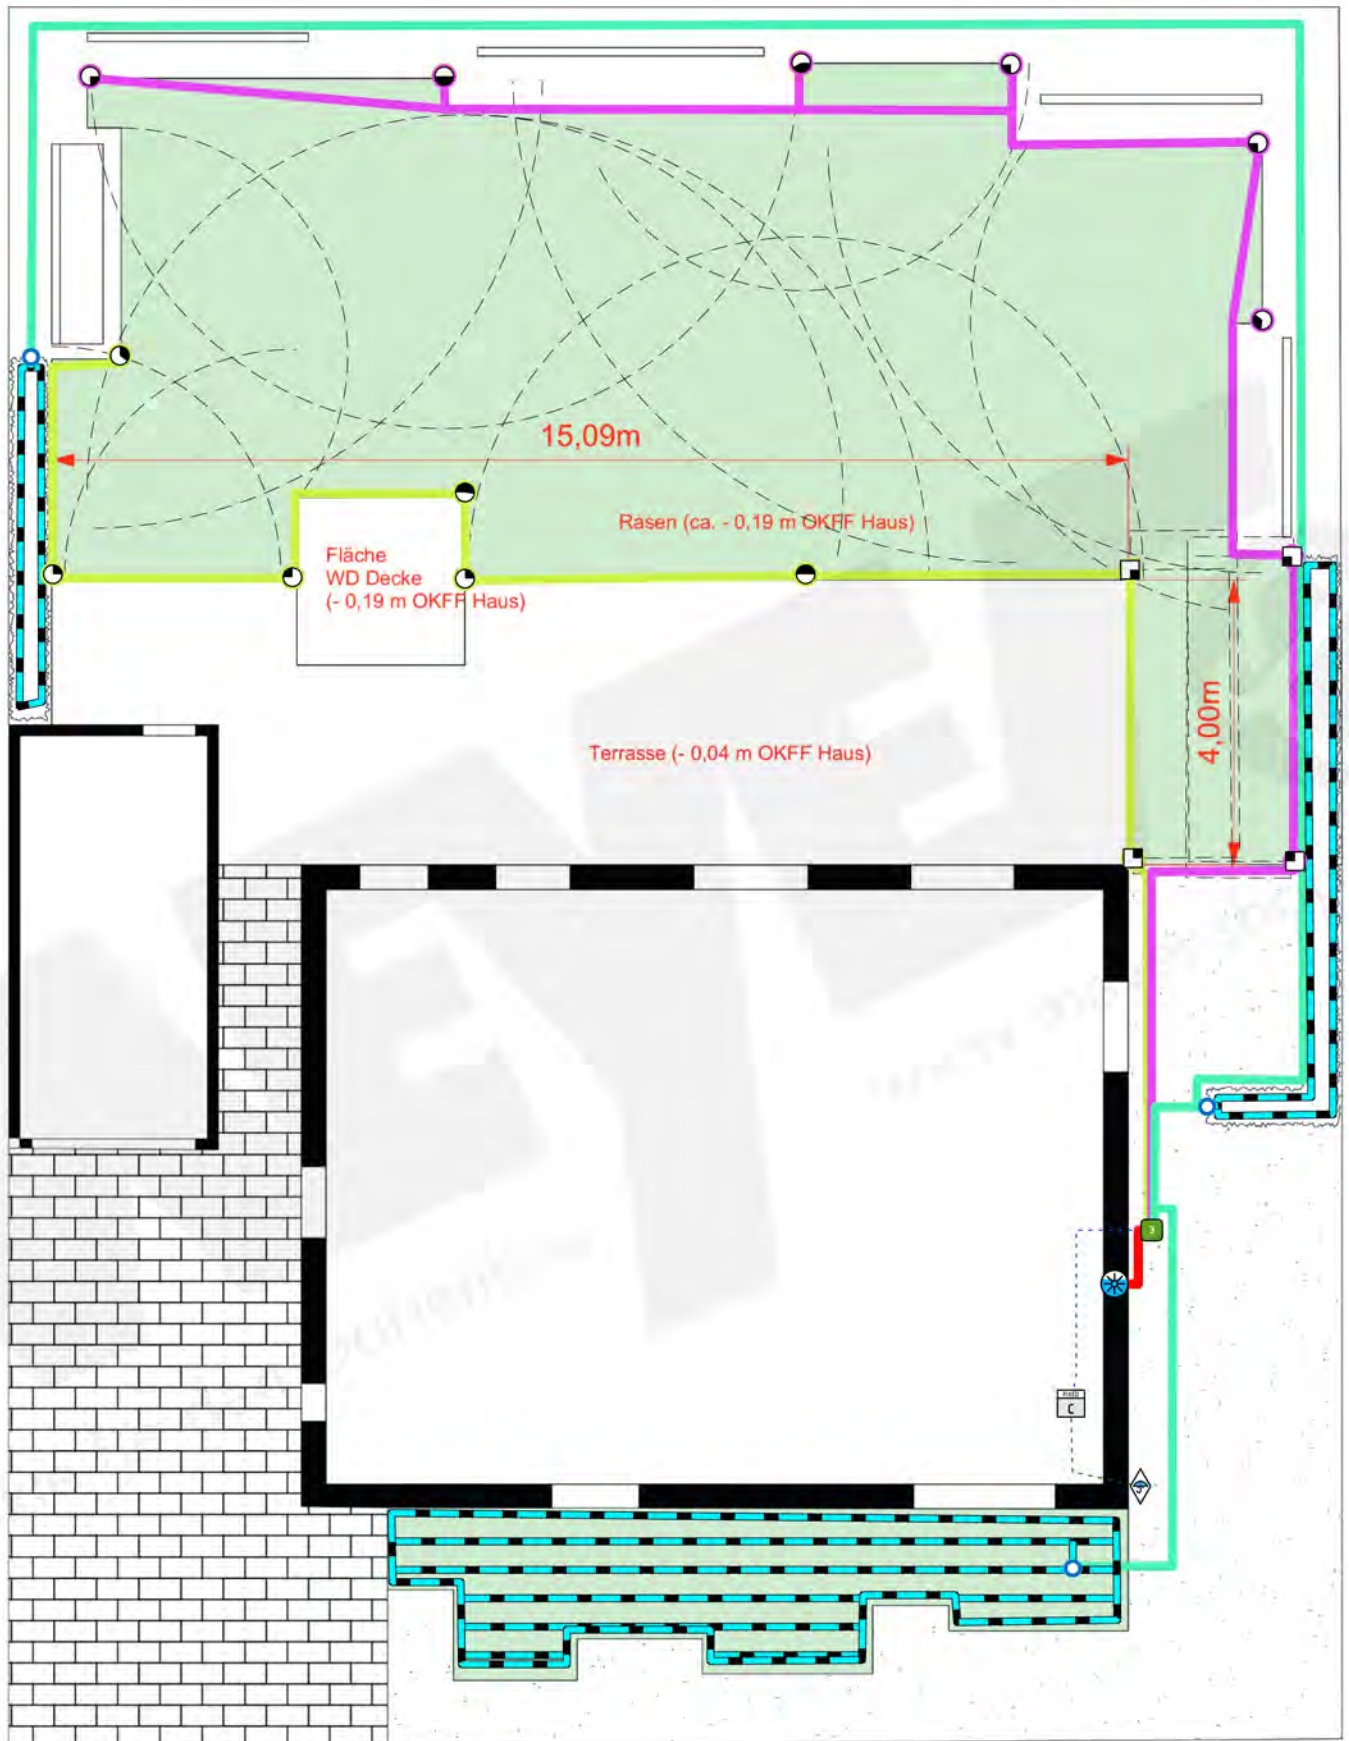 15,09m
Rasen (ca. - 0,19 m OKFF Haus)
Fläche
WD Decke
(- 0,19 m OKFF Haus)
4,00m
Terrasse (- 0,04 m OKFF Haus)
3
C